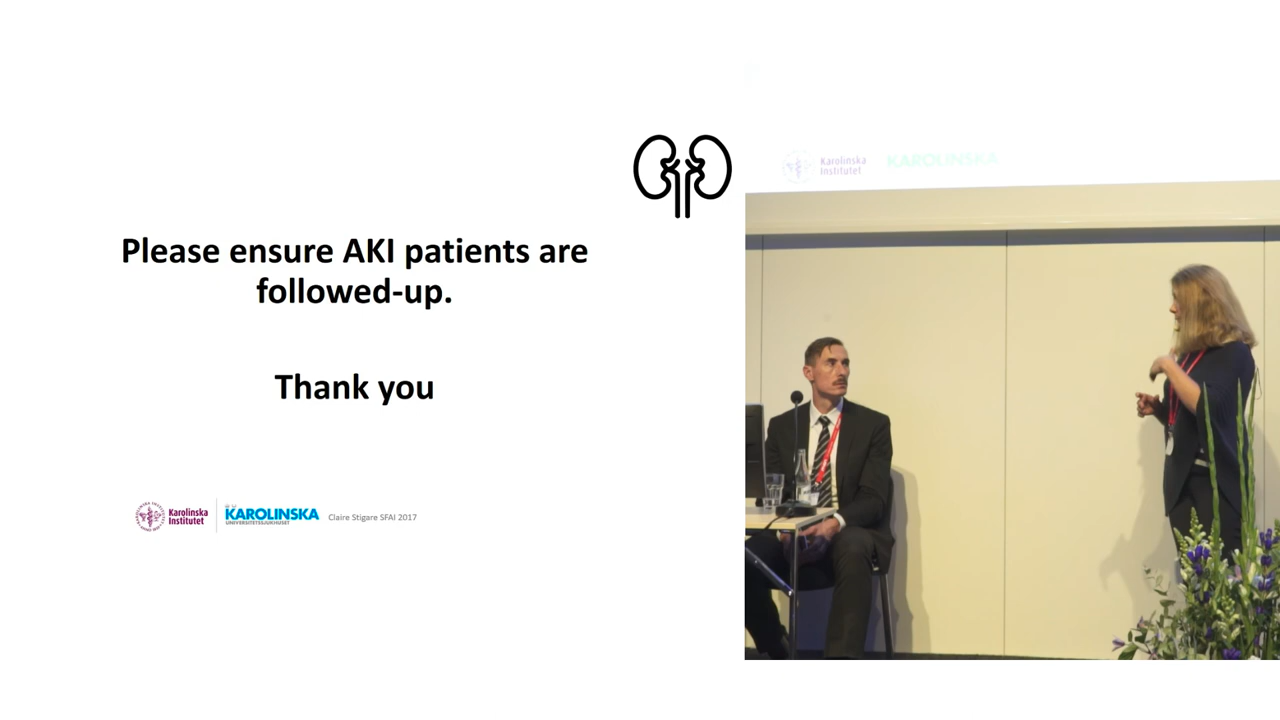 Please ensure AKI patients are
followed-up.
Thank you
Karolinska
Institutet
KAROLINSKA
UNIVERSITETSSJUKHUSET
Claire Stigare SFAI 2017
Karolinska
Institutet
KAROLINSKA